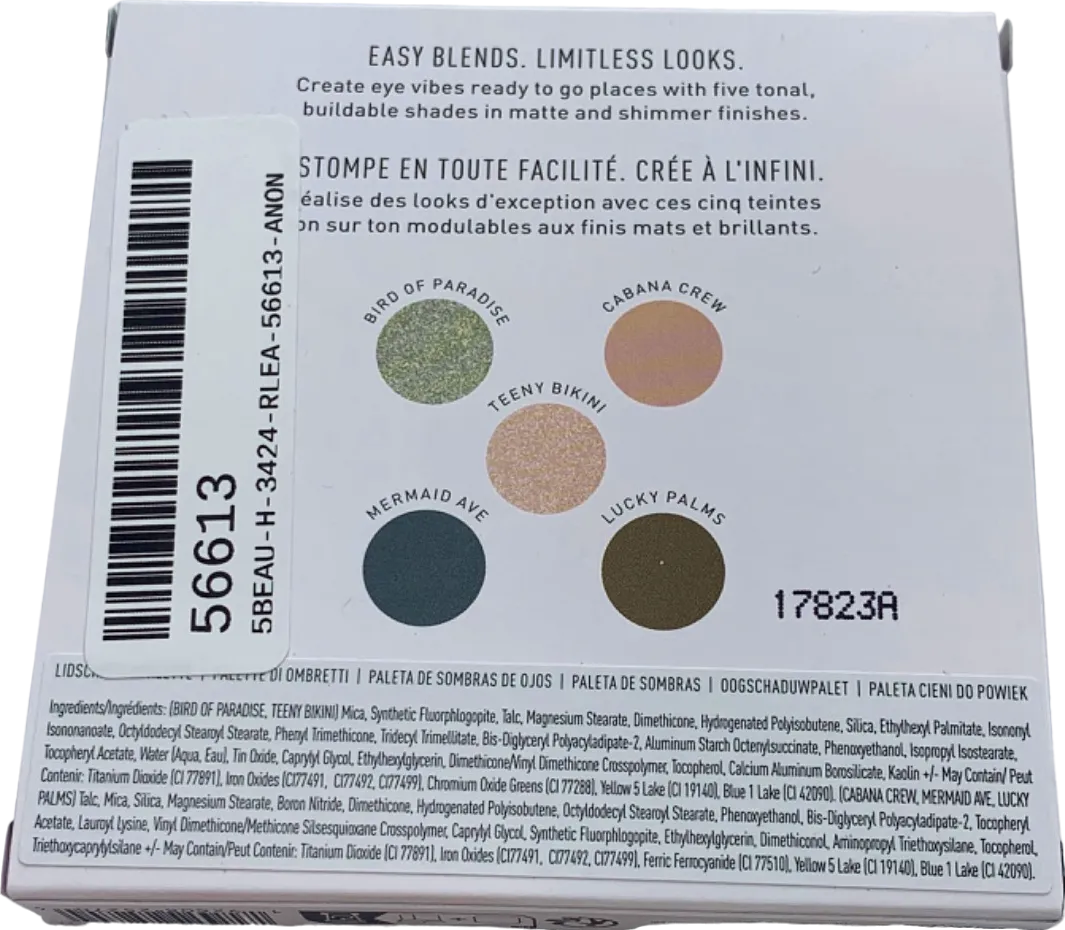 EASY BLENDS. LIMITLESS LOOKS.
Create eye vibes ready to go places with five tonal,
buildable shades in matte and shimmer finishes.
STOMPE EN TOUTE FACILITÉ. CRÉE À L'INFINI.
éalise des looks d'exception avec ces cinq teintes
on sur ton modulables aux finis mats et brillants.
56613
5BEAU-H-3424-RLEA-56613-ANON
BIRD OF PARADISE
CABANA CREW
TEENY BIKINI
MERMAID AVE
LUCKY PALMS
17823A
DI OMBRETTI | PALETA DE SOMBRAS DE OJOS | PALETA DE SOMBRAS | OOGSCHADUWPALET | PALETA CIENI DO POWIEK
Ingredients/Ingrédients: (BIRD OF PARADISE, TEENY BIKINI) Mica, Synthetic Fluorphlogopite, Talc, Magnesium Stearate, Dimethicone, Hydrogenated Polyisobutene, Silica, Ethylhexyl Palmitate, Isononyl
Isononanoate, Octyldodecyl Stearoyl Stearate, Phenyl Trimethicone, Tridecyl Trimellitate, Bis-Diglyceryl Polyacyladipate-2, Aluminum Starch Octenylsuccinate, Phenoxyethanol, Isopropyl Isostearate,
Tocopheryl Acetate, Water (Aqua, Eau), Tin Oxide, Caprylyl Glycol, Ethylhexylglycerin, Dimethicone/Vinyl Dimethicone Crosspolymer, Tocopherol, Calcium Aluminum Borosilicate, Kaolin +/- May Contain/ Peut
Contenir: Titanium Dioxide (CI 77891), Iron Oxides (CI77491, CI77492, CI77499), Chromium Oxide Greens (CI 77288), Yellow 5 Lake (CI 19140), Blue 1 Lake (CI 42090). (CABANA CREW, MERMAID AVE, LUCKY
PALMS) Talc, Mica, Silica, Magnesium Stearate, Boron Nitride, Dimethicone, Hydrogenated Polyisobutene, Octyldodecyl Stearoyl Stearate, Phenoxyethanol, Bis-Diglyceryl Polyacyladipate-2, Tocopheryl
Acetate, Lauroyl Lysine, Vinyl Dimethicone/Methicone Silsesquioxane Crosspolymer, Caprylyl Glycol, Synthetic Fluorphlogopite, Ethylhexylglycerin, Dimethiconol, Aminopropyl Triethoxysilane, Tocopherol,
Triethoxycaprylylsilane +/- May Contain/Peut Contenir: Titanium Dioxide (CI 77891), Iron Oxides (CI77491, CI77492, CI77499), Ferric Ferrocyanide (CI 77510), Yellow 5 Lake (CI 19140), Blue 1 Lake (CI 42090).